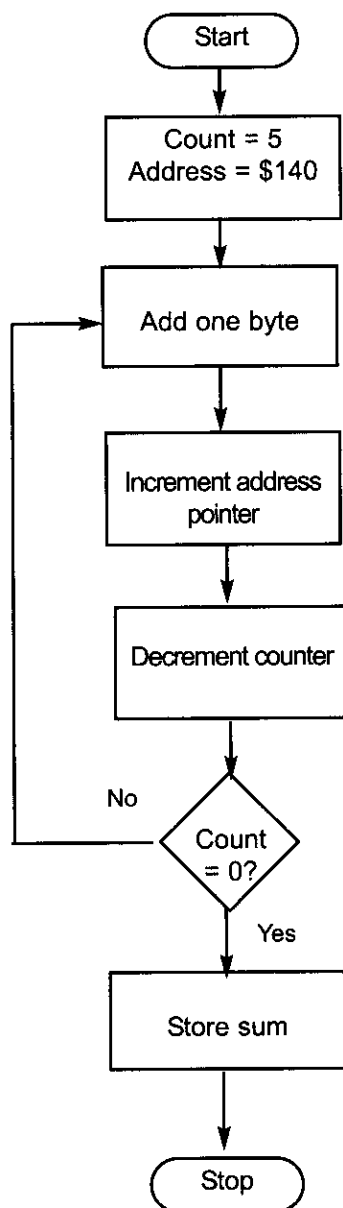 Start
Count = 5
Address = $140
Add one byte
Increment address
pointer
Decrement counter
No
Count
= 0?
Yes
Store sum
Stop